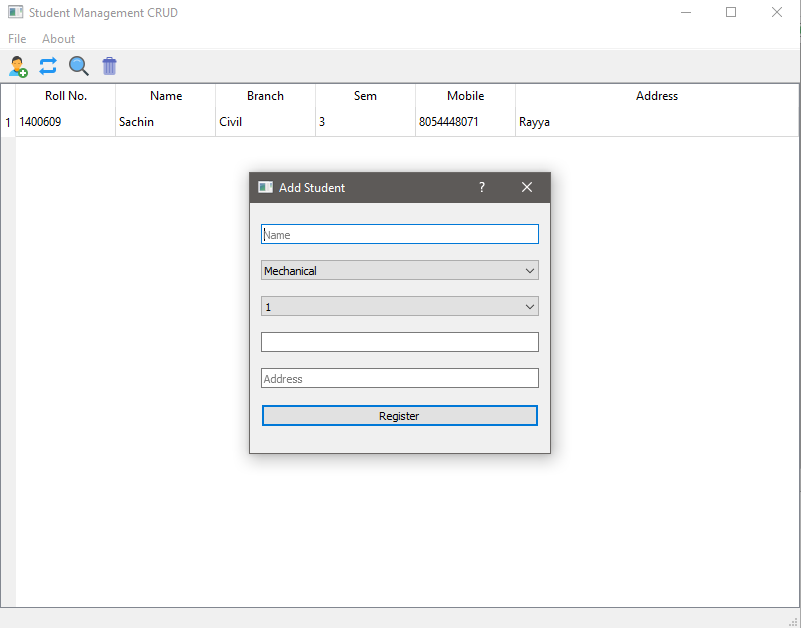 Student Management CRUD
File About
Roll No. Name Branch Sem Mobile Address
1 1400609 Sachin Civil 3 8054448071 Rayya
Add Student ?
Name
Mechanical
1
Address
Register